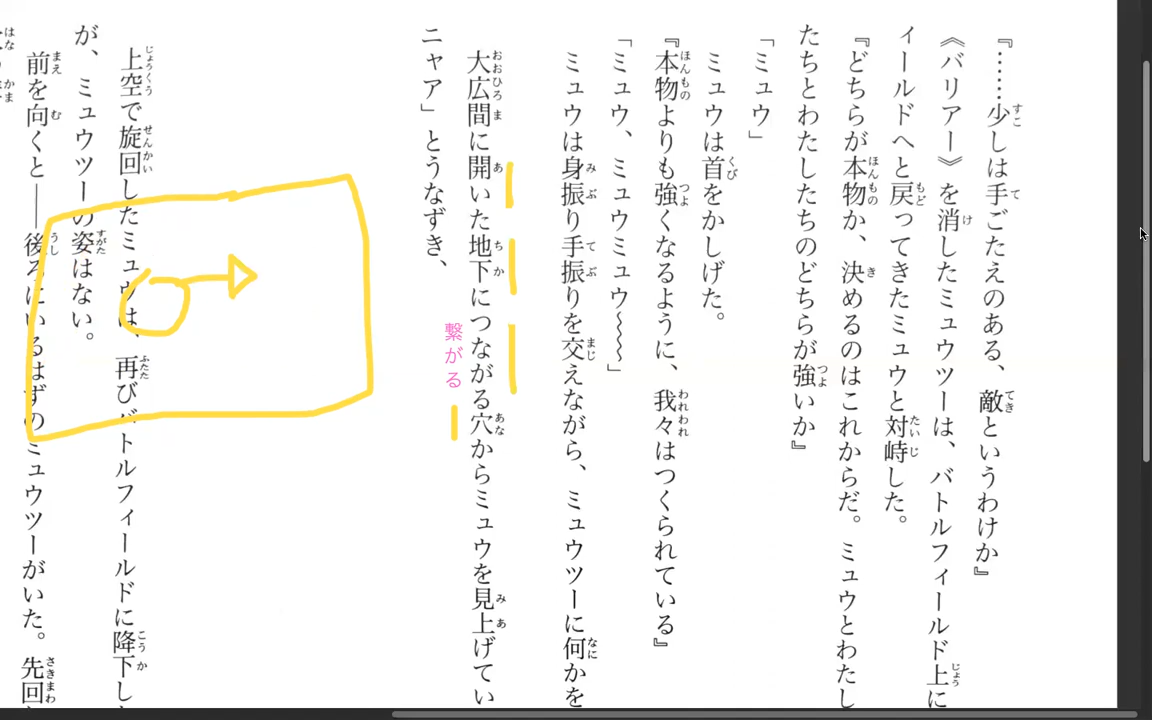 『……少しは手ごたえのある、敵というわけか』
《バリアー》を消したミュウツーは、バトルフィールド上に
ィールドへと戻ってきたミュウと対峙した。
『どちらが本物か、決めるのはこれからだ。ミュウとわたし
たちとわたしたちのどちらが強いか』
「ミュウ」
ミュウは首をかしげた。
『本物よりも強くなるように、我々はつくられている』
「ミュウ、ミュウミュウ〜〜〜」
ミュウは身振り手振りを交えながら、ミュウツーに何かを
大広間に開いた地下につながる穴からミュウを見上げてい
繋がる
ニャア」とうなずき、
上空で旋回したミュウは、再びバトルフィールドに降下し
が、ミュウツーの姿はない。
前を向くと――後ろにいるはずのミュウツーがいた。先回